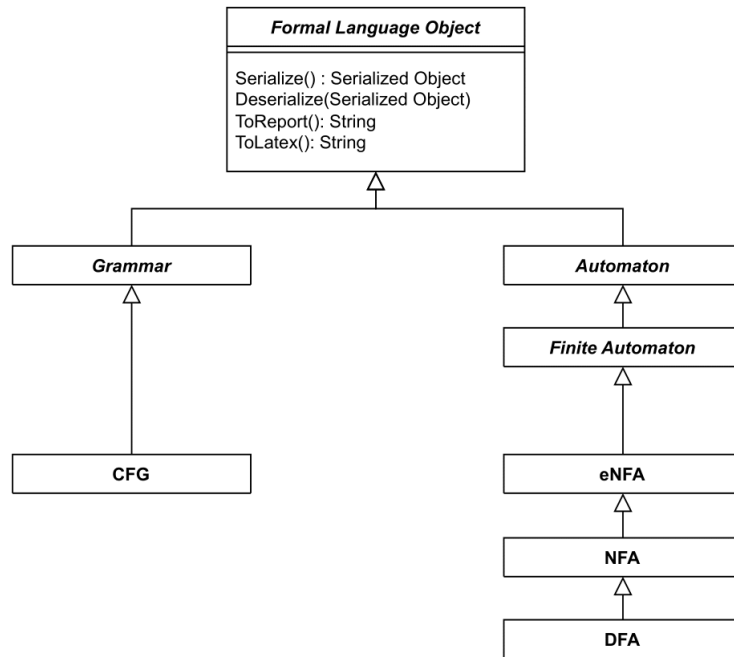 Formal Language Object
Serialize() : Serialized Object
Deserialize(Serialized Object)
ToReport(): String
ToLatex(): String
Grammar
Automaton
Finite Automaton
CFG
eNFA
NFA
DFA